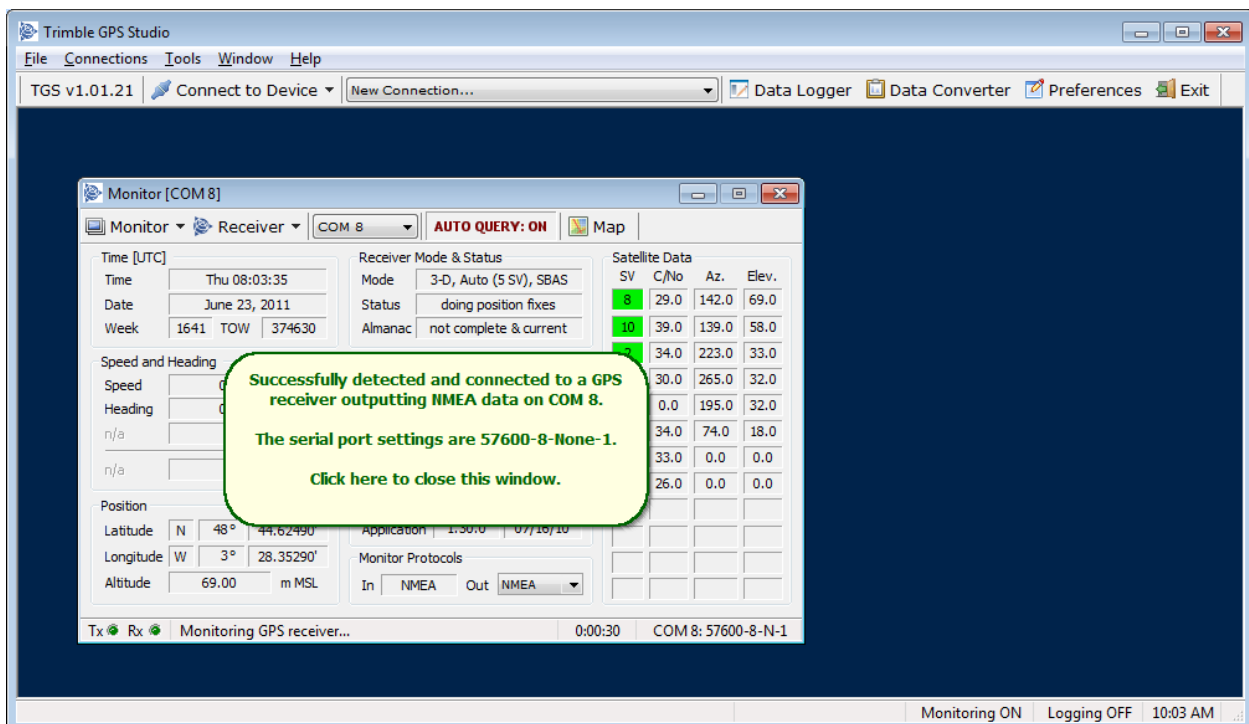 Trimble GPS Studio
File Connections Tools Window Help
TGS v1.01.21 Connect to Device New Connection... Data Logger Data Converter Preferences Exit
Monitor [COM 8]
Monitor Receiver COM 8 AUTO QUERY: ON Map
Time [UTC]
Time Thu 08:03:35
Date June 23, 2011
Week 1641 TOW 374630
Receiver Mode & Status
Mode 3-D, Auto (5 SV), SBAS
Status doing position fixes
Almanac not complete & current
Satellite Data
SV C/No Az. Elev.
8 29.0 142.0 69.0
10 39.0 139.0 58.0
2 34.0 223.0 33.0
30.0 265.0 32.0
0.0 195.0 32.0
34.0 74.0 18.0
33.0 0.0 0.0
26.0 0.0 0.0
Speed and Heading
Speed
Heading
n/a
n/a
Successfully detected and connected to a GPS
receiver outputting NMEA data on COM 8.
The serial port settings are 57600-8-None-1.
Click here to close this window.
Position
Latitude N 48° 44.62490'
Longitude W 3° 28.35290'
Altitude 69.00 m MSL
Application 1.30.0 07/16/10
Monitor Protocols
In NMEA Out NMEA
Tx Rx Monitoring GPS receiver... 0:00:30 COM 8: 57600-8-N-1
Monitoring ON Logging OFF 10:03 AM